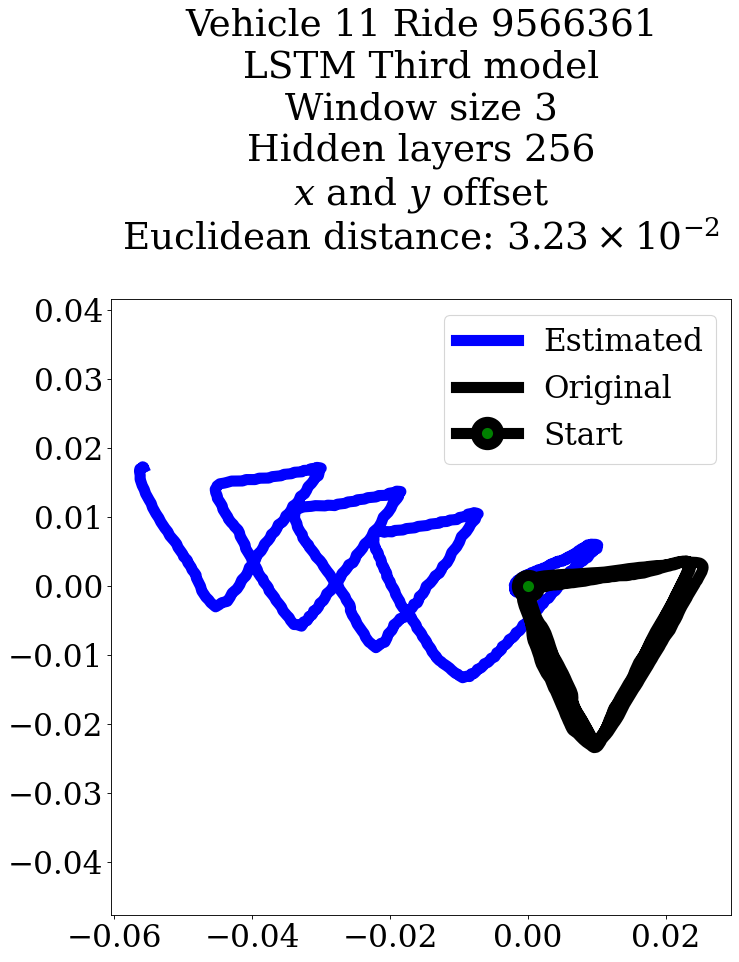 Vehicle 11 Ride 9566361
LSTM Third model
Window size 3
Hidden layers 256
x and y offset
Euclidean distance: 3.23 × 10⁻²
Estimated
Original
Start
0.04
0.03
0.02
0.01
0.00
−0.01
−0.02
−0.03
−0.04
−0.06 −0.04 −0.02 0.00 0.02